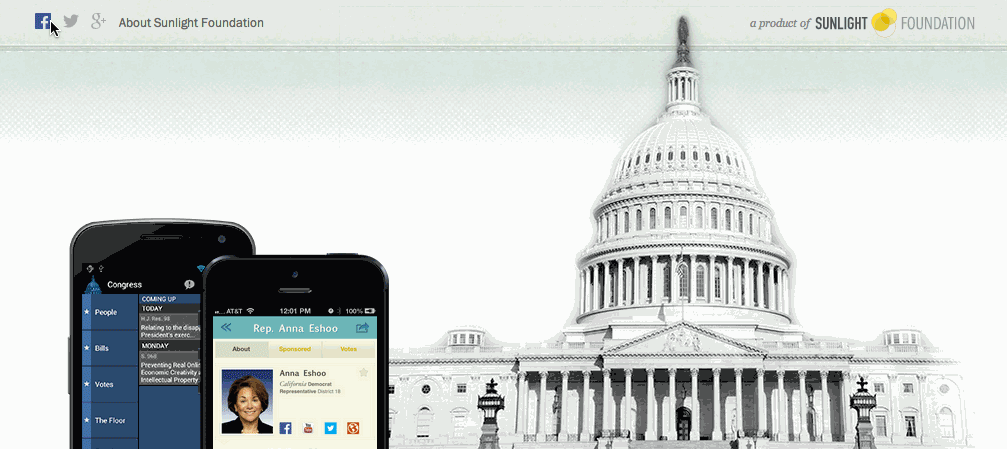 About Sunlight Foundation
a product of SUNLIGHT FOUNDATION
Congress
People
Bills
Votes
The Floor
COMING UP
TODAY
H.J. Res. 98
Relating to the disap
President's exerc...
MONDAY
S. 968
Preventing Real Onlin
Economic Creativity a
Intellectual Property
AT&T 12:01 PM 100%
Rep. Anna Eshoo
About Sponsored Votes
Anna Eshoo
California Democrat
Representative District 18